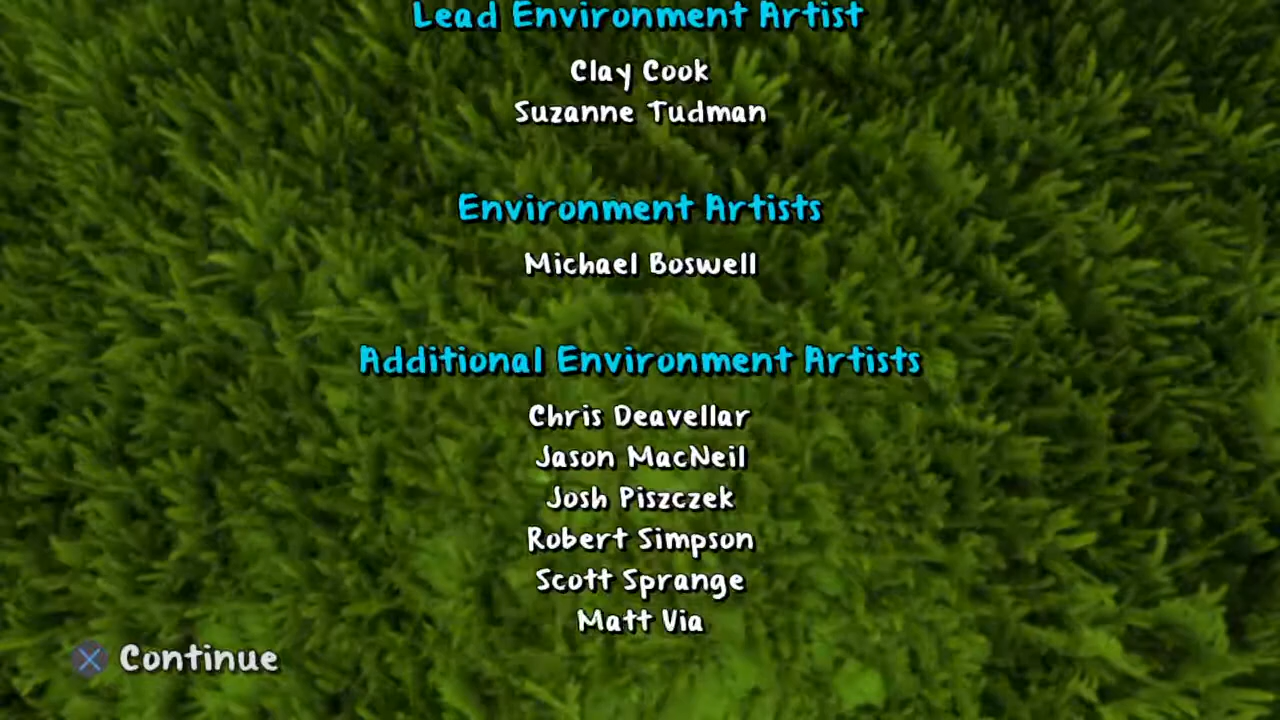 Lead Environment Artist
Clay Cook
Suzanne Tudman
Environment Artists
Michael Boswell
Additional Environment Artists
Chris Deavellar
Jason MacNeil
Josh Piszczek
Robert Simpson
Scott Sprange
Matt Via
Continue